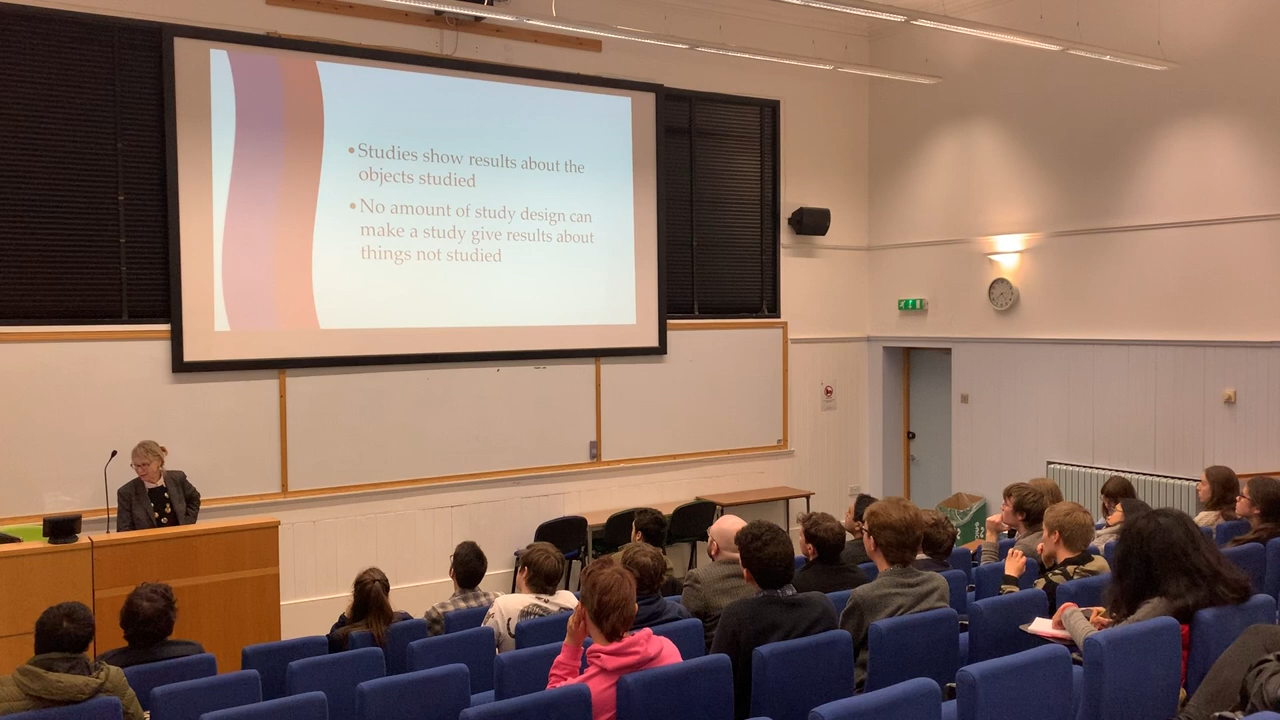 •Studies show results about the
objects studied
•No amount of study design can
make a study give results about
things not studied